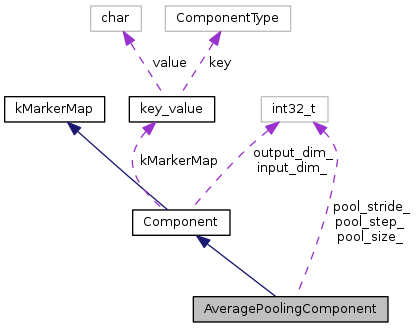 char
ComponentType
value
key
kMarkerMap
key_value
int32_t
kMarkerMap
output_dim_
input_dim_
Component
pool_stride_
pool_step_
pool_size_
AveragePoolingComponent